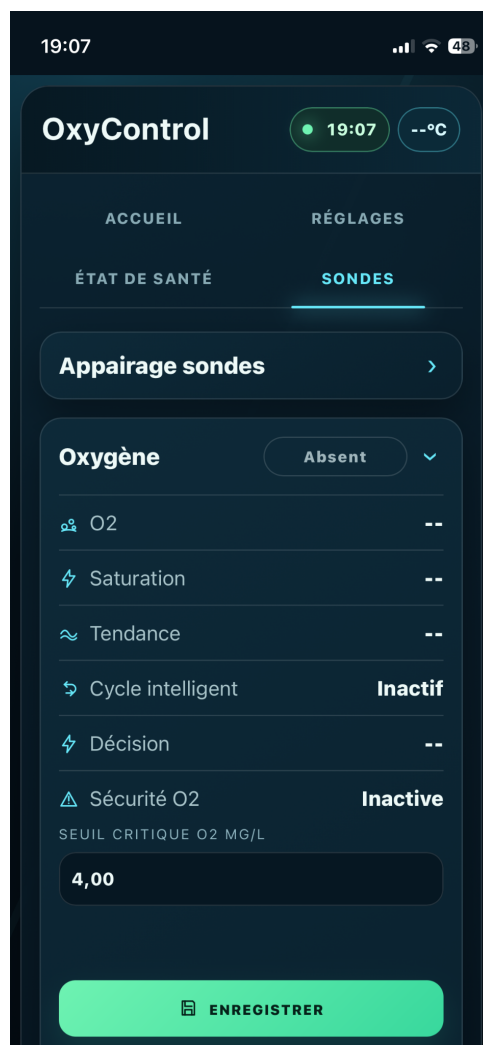 19:07 48
OxyControl 19:07 --°C
ACCUEIL RÉGLAGES
ÉTAT DE SANTÉ SONDES
Appairage sondes
Oxygène Absent
O2 --
Saturation --
Tendance --
Cycle intelligent Inactif
Décision --
Sécurité O2 Inactive
SEUIL CRITIQUE O2 MG/L
4,00
ENREGISTRER